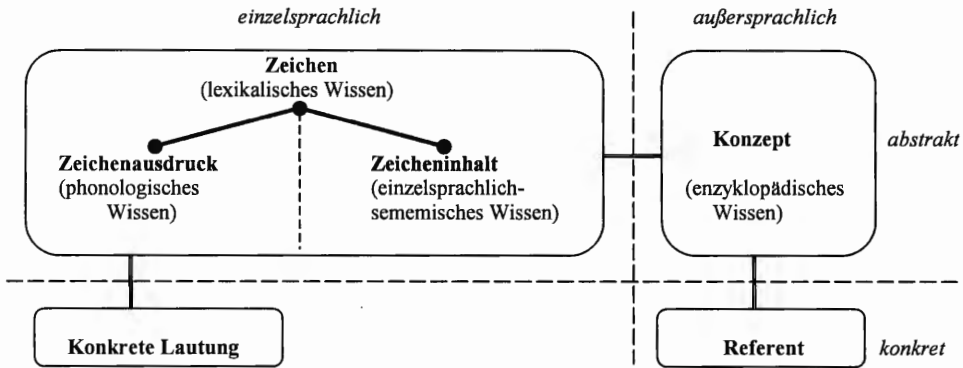 einzelsprachlich
außersprachlich
Zeichen
(lexikalisches Wissen)
Zeichenausdruck
(phonologisches
Wissen)
Zeicheninhalt
(einzelsprachlich-
sememisches Wissen)
Konzept
(enzyklopädisches
Wissen)
abstrakt
Konkrete Lautung
Referent
konkret